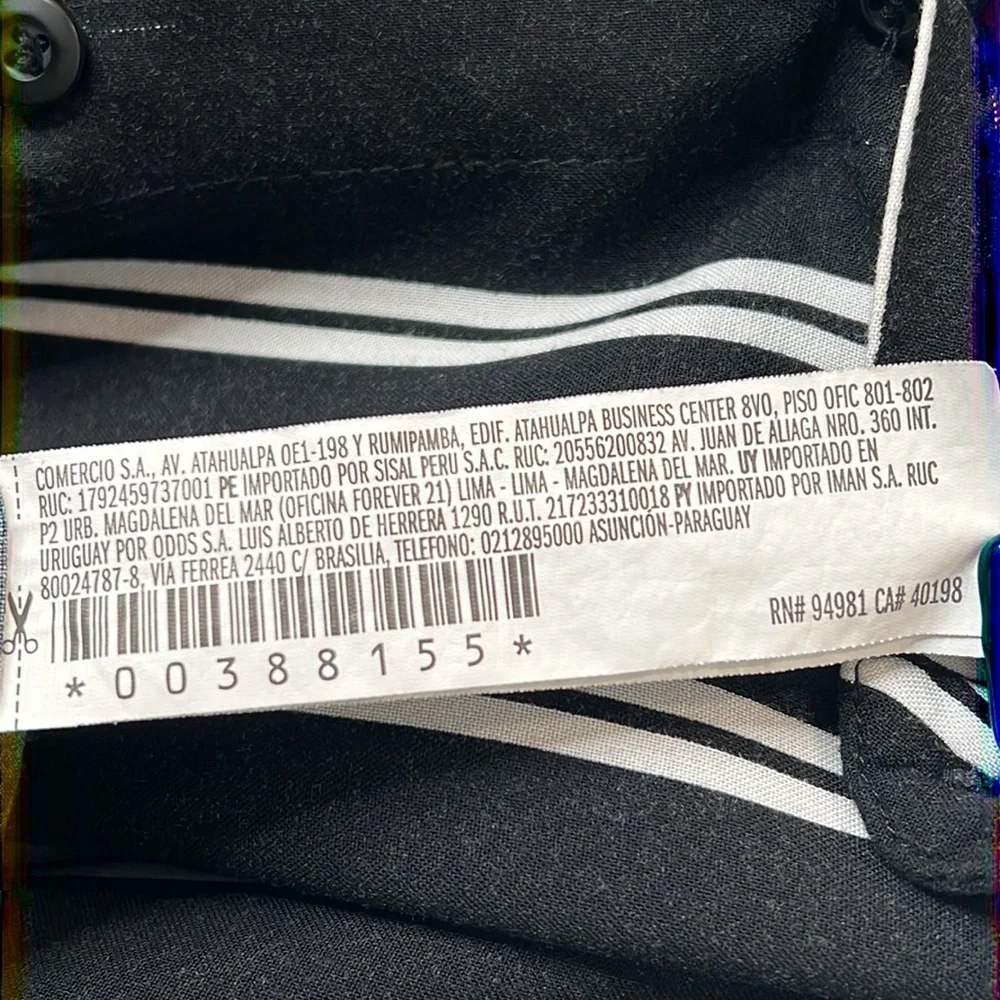 COMERCIO S.A., AV. ATAHUALPA OE1-198 Y RUMIPAMBA, EDIF. ATAHUALPA BUSINESS CENTER 8VO, PISO OFIC 801-802
RUC: 1792459737001 PE IMPORTADO POR SISAL PERU S.A.C. RUC: 20556200832 AV. JUAN DE ALIAGA NRO. 360 INT.
P2 URB. MAGDALENA DEL MAR (OFICINA FOREVER 21) LIMA - LIMA - MAGDALENA DEL MAR. UY IMPORTADO EN
URUGUAY POR ODDS S.A. LUIS ALBERTO DE HERRERA 1290 R.U.T. 217233310018 PY IMPORTADO POR IMAN S.A. RUC
80024787-8, VIA FERREA 2440 C/ BRASILIA, TELEFONO: 0212895000 ASUNCIÓN-PARAGUAY
RN# 94981 CA# 40198
* 00388155 *